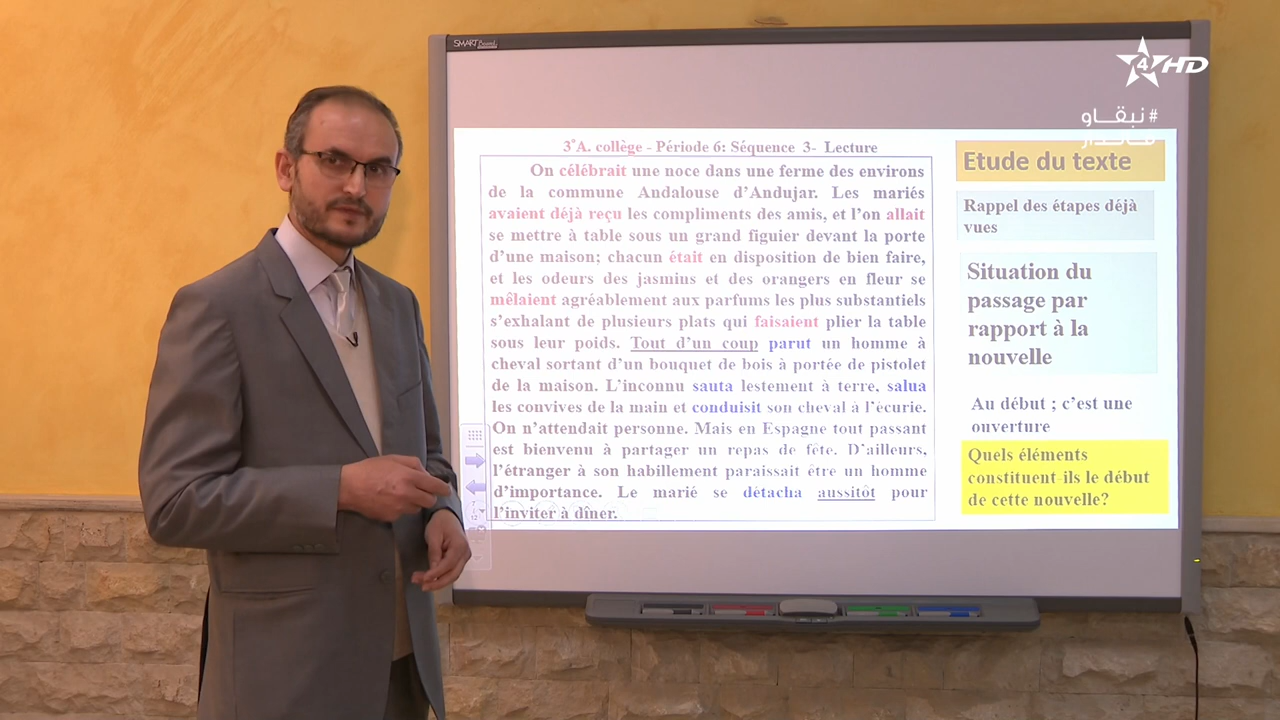 SMART Board
4 HD
#نبقاو
فالدار
3°A. collège - Période 6: Séquence 3- Lecture
On célébrait une noce dans une ferme des environs
de la commune Andalouse d'Andujar. Les mariés
avaient déjà reçu les compliments des amis, et l'on allait
se mettre à table sous un grand figuier devant la porte
d'une maison; chacun était en disposition de bien faire,
et les odeurs des jasmins et des orangers en fleur se
mêlaient agréablement aux parfums les plus substantiels
s'exhalant de plusieurs plats qui faisaient plier la table
sous leur poids. Tout d'un coup parut un homme à
cheval sortant d'un bouquet de bois à portée de pistolet
de la maison. L'inconnu sauta lestement à terre, salua
les convives de la main et conduisit son cheval à l'écurie.
On n'attendait personne. Mais en Espagne tout passant
est bienvenu à partager un repas de fête. D'ailleurs,
l'étranger à son habillement paraissait être un homme
d'importance. Le marié se détacha aussitôt pour
l'inviter à dîner.
Etude du texte
Rappel des étapes déjà
vues
Situation du
passage par
rapport à la
nouvelle
Au début ; c'est une
ouverture
Quels éléments
constituent-ils le début
de cette nouvelle?